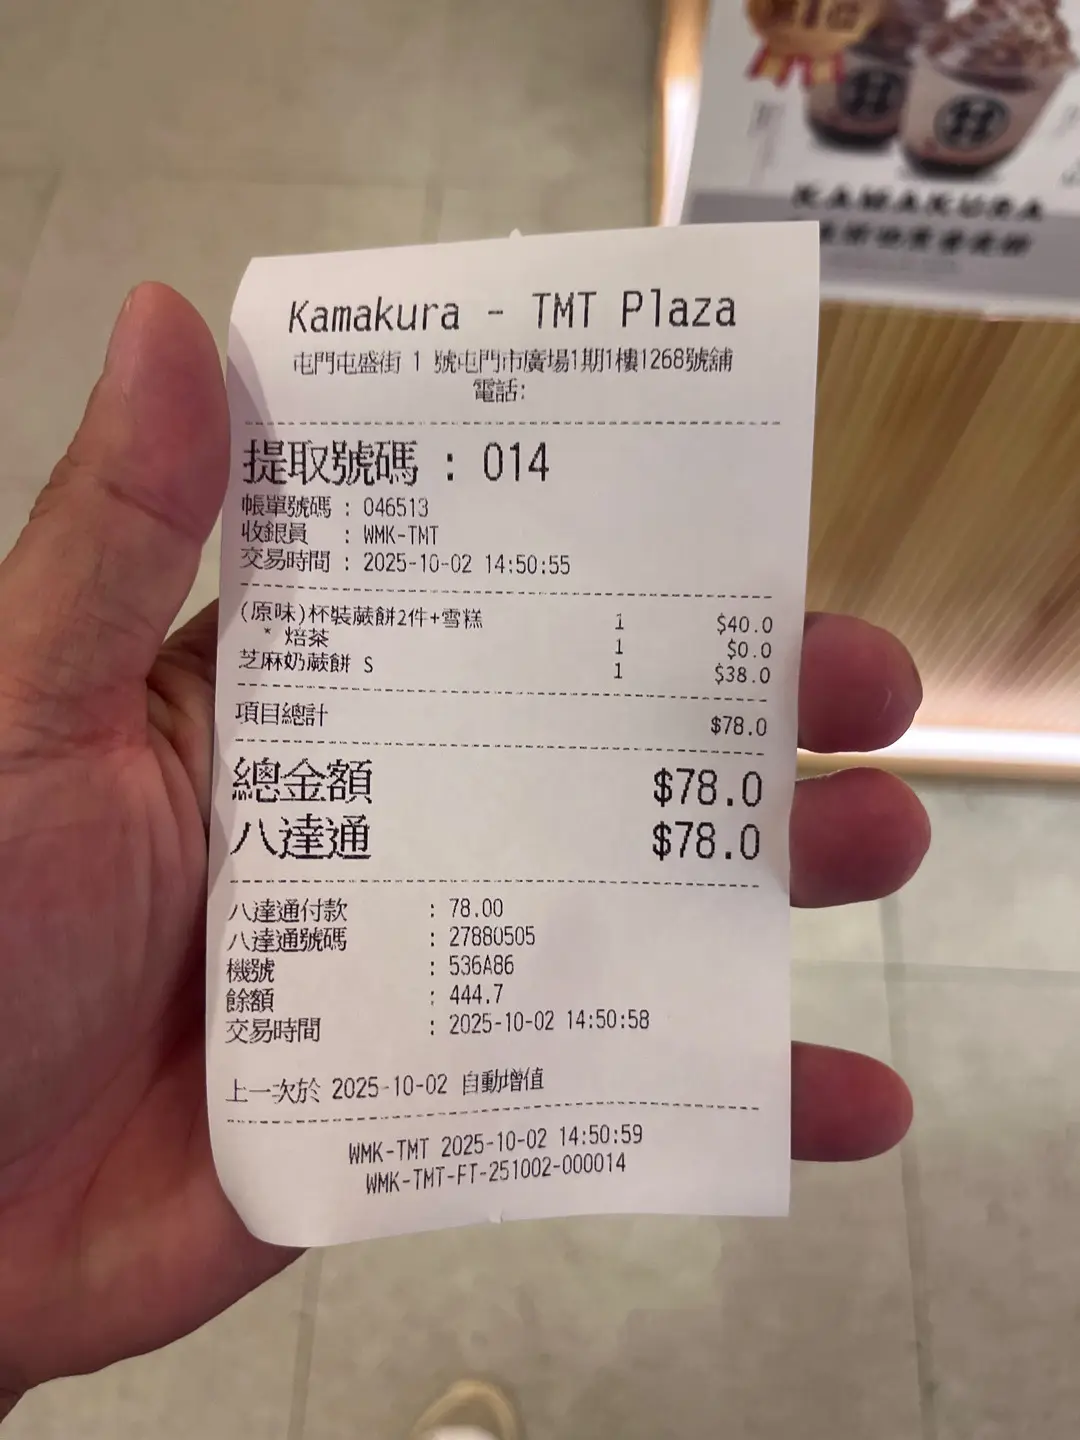 KAMAKURA
Kamakura - TMT Plaza
屯門屯盛街 1 號屯門市廣場1期1樓1268號舖
電話:
提取號碼 : 014
帳單號碼 : 046513
收銀員 : WMK-TMT
交易時間 : 2025-10-02 14:50:55
(原味)杯裝蕨餅2件+雪糕 1 $40.0
* 焙茶 1 $0.0
芝麻奶蕨餅 S 1 $38.0
項目總計 $78.0
總金額 $78.0
八達通 $78.0
八達通付款 : 78.00
八達通號碼 : 27880505
機號 : 536A86
餘額 : 444.7
交易時間 : 2025-10-02 14:50:58
上一次於 2025-10-02 自動增值
WMK-TMT 2025-10-02 14:50:59
WMK-TMT-FT-251002-000014